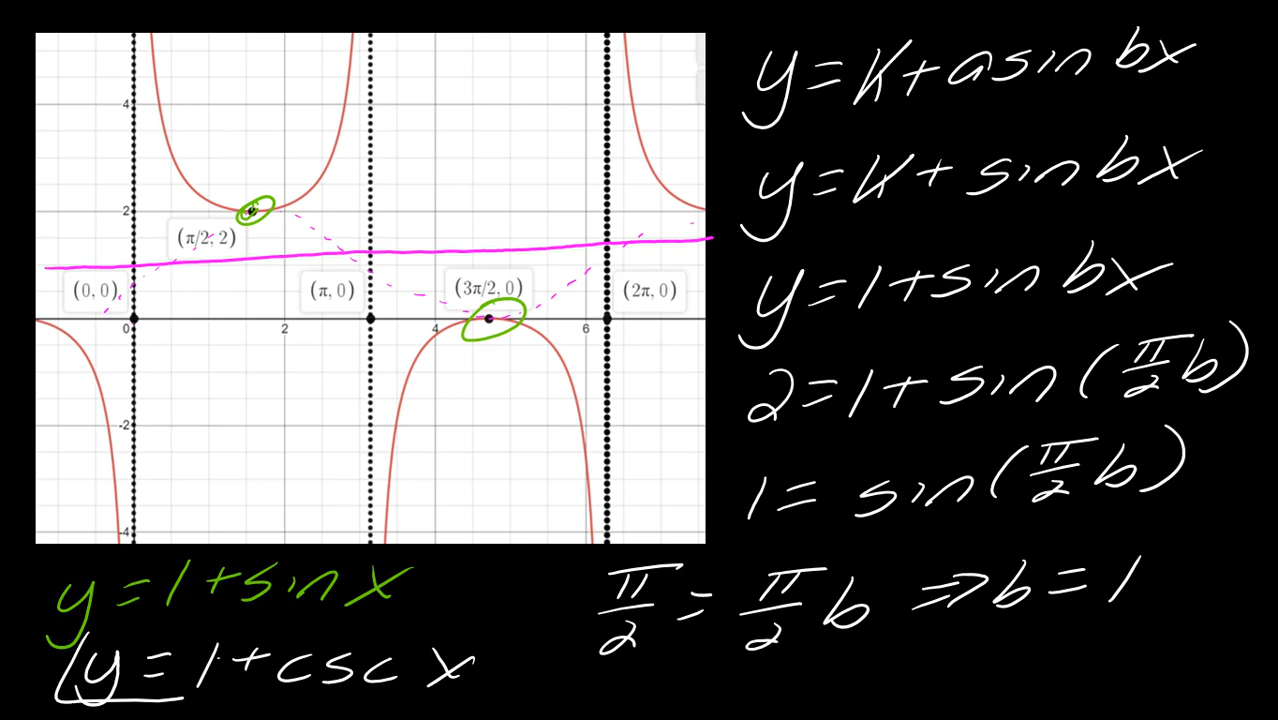 4
2
(π/2, 2)
(0, 0)
(π, 0)
(3π/2, 0)
(2π, 0)
0
2
4
6
-2
-4
y=K+asin bx
y=K+ sin bx
y=1+sin bx
2=1+sin(π/2 b)
1= sin(π/2 b)
π/2 = π/2 b => b = 1
y=1+sin x
y=1+csc x